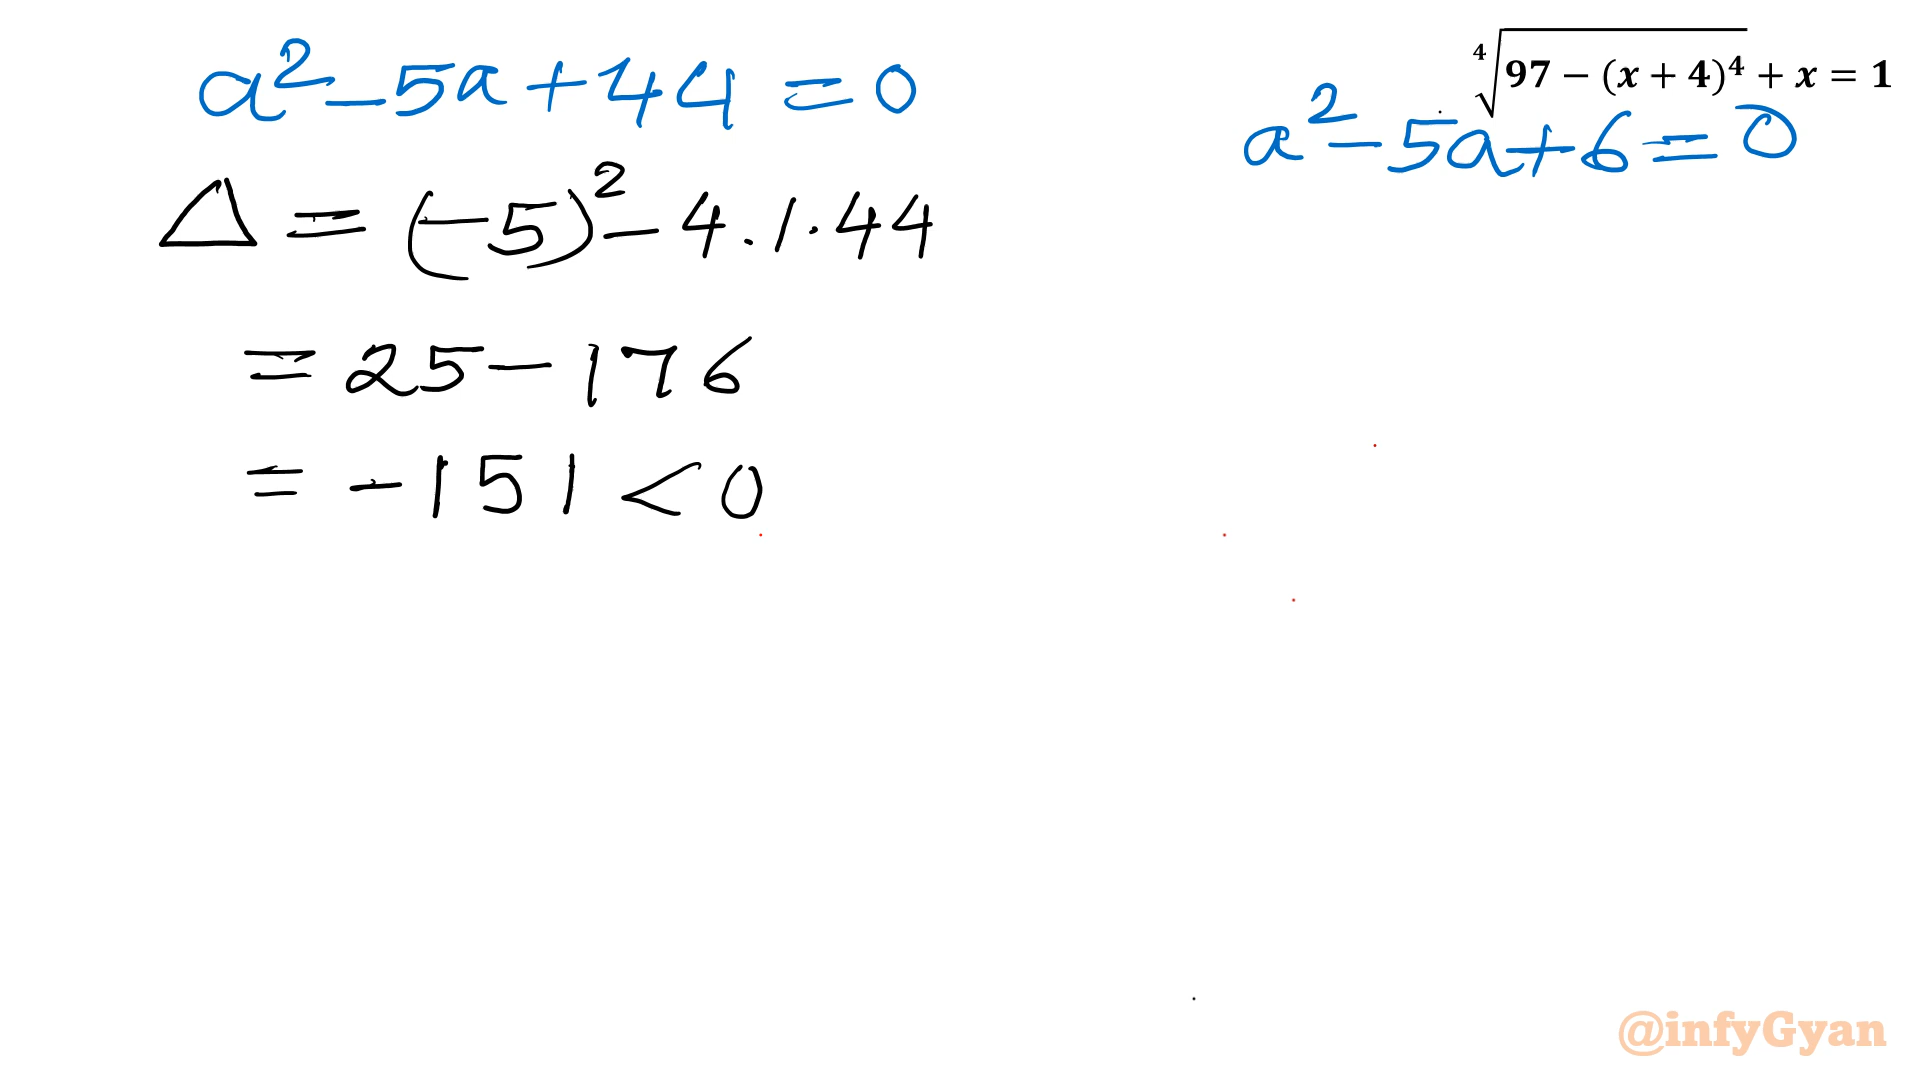 a² - 5a + 44 = 0
∜(97 − (x + 4)⁴) + x = 1
a² - 5a + 6 = 0
△ = (-5)² - 4.1.44
= 25 - 176
= -151 < 0
@infyGyan